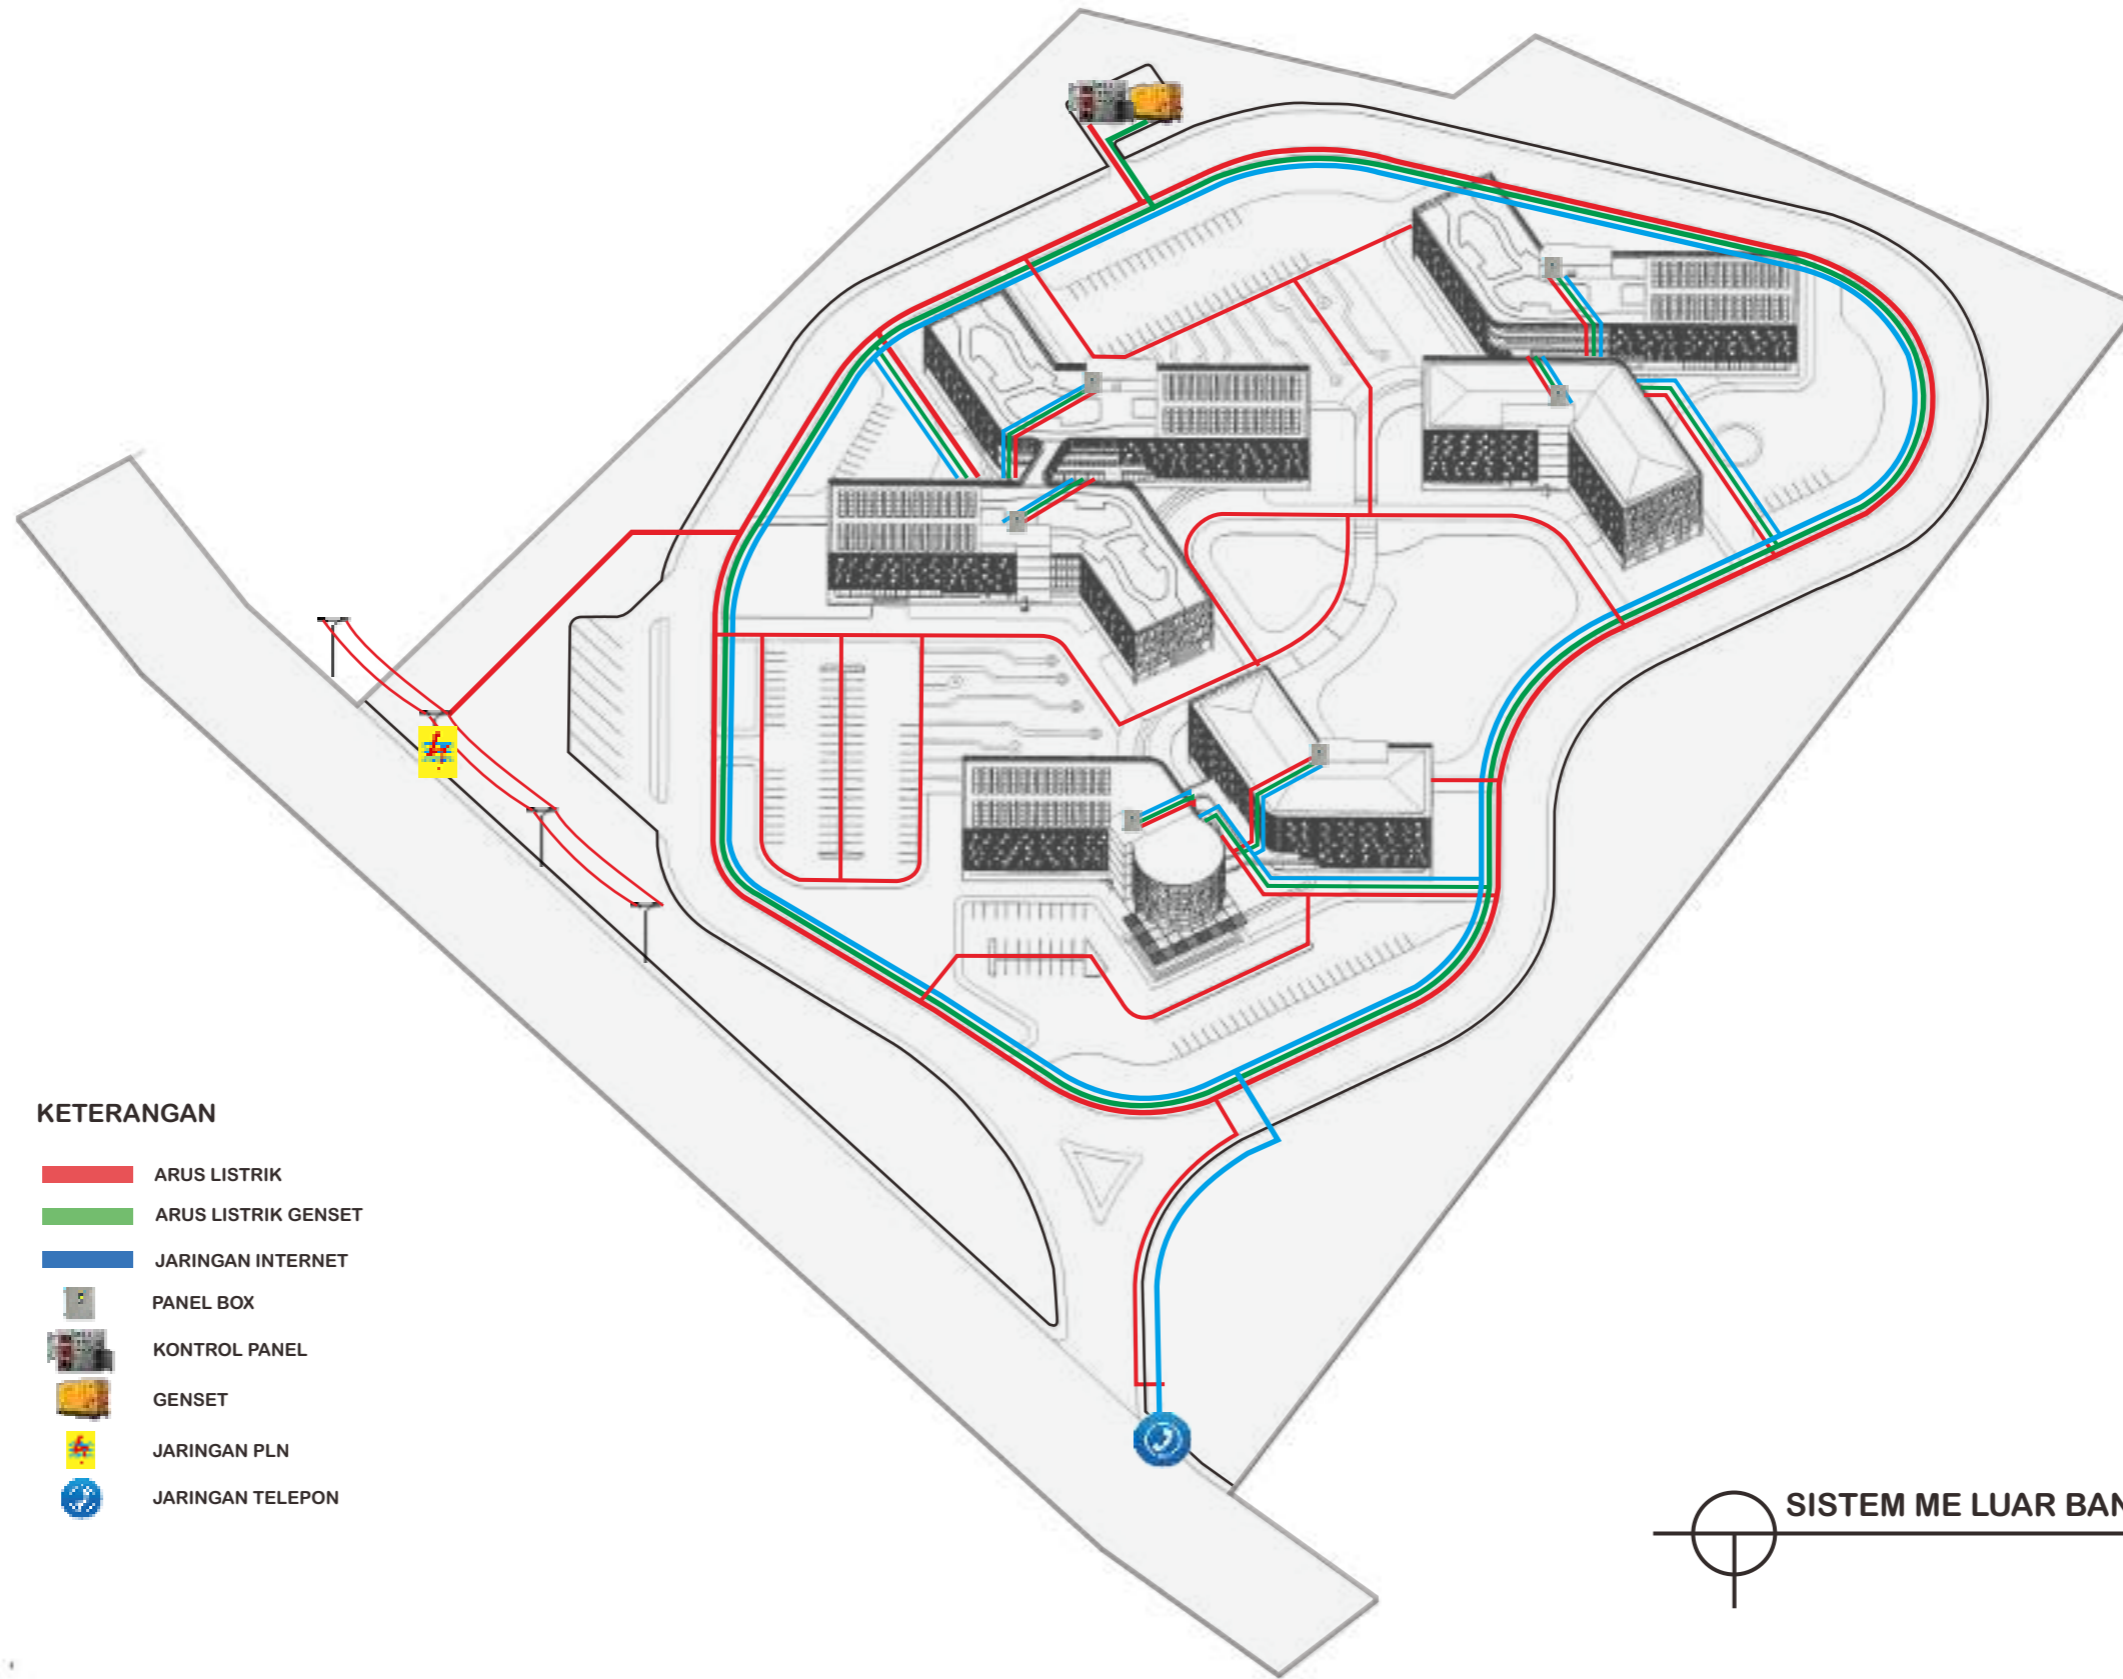 KETERANGAN
ARUS LISTRIK
ARUS LISTRIK GENSET
JARINGAN INTERNET
PANEL BOX
KONTROL PANEL
GENSET
JARINGAN PLN
JARINGAN TELEPON
SISTEM ME LUAR BAN